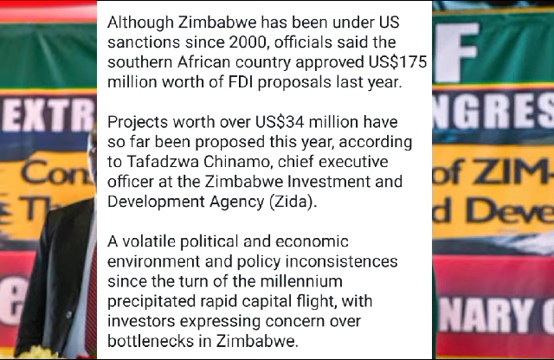 Although Zimbabwe has been under US
sanctions since 2000, officials said the
southern African country approved US$175
million worth of FDI proposals last year.
Projects worth over US$34 million have
so far been proposed this year, according
to Tafadzwa Chinamo, chief executive
officer at the Zimbabwe Investment and
Development Agency (Zida).
A volatile political and economic
environment and policy inconsistences
since the turn of the millennium
precipitated rapid capital flight, with
investors expressing concern over
bottlenecks in Zimbabwe.
F
EXTR
NGRES
Con
of ZIM-
Th
d Deve
NARY C